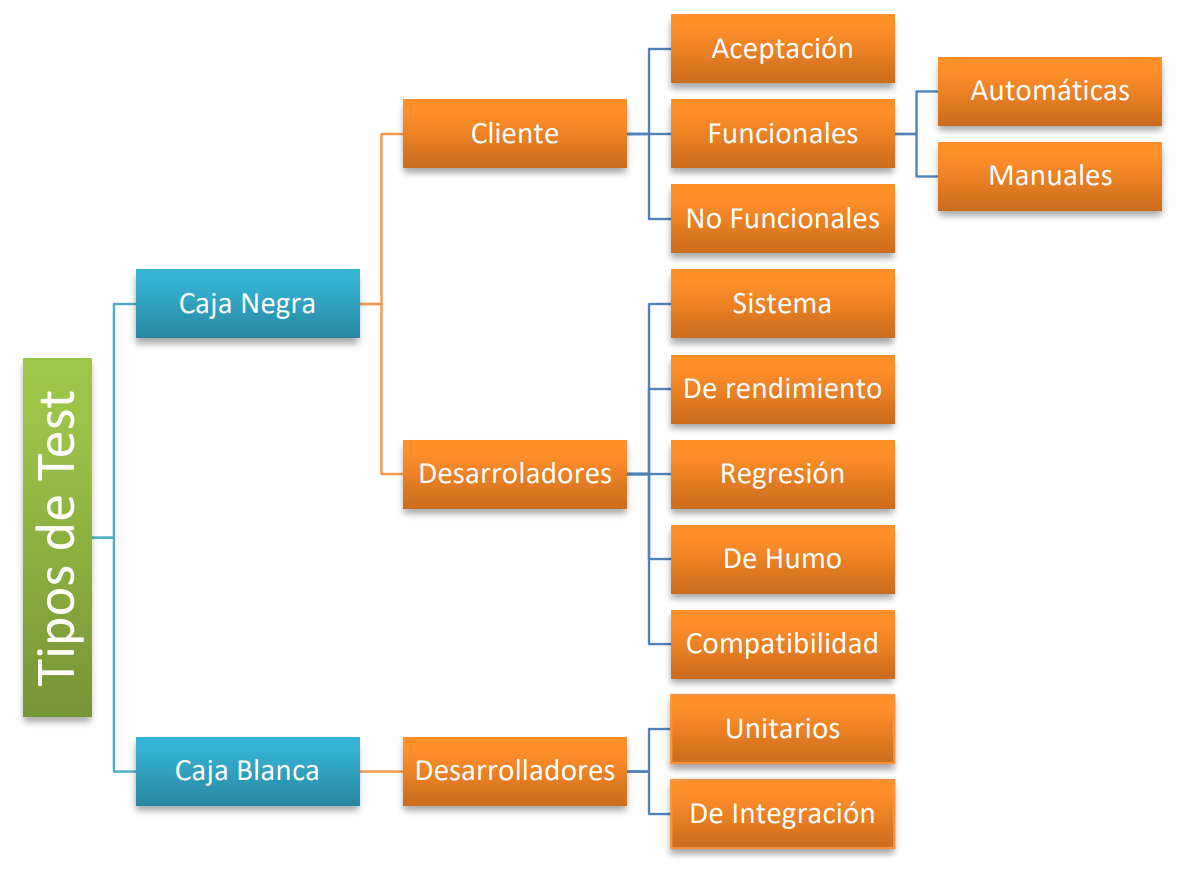 Tipos de Test
Caja Negra
Cliente
Aceptación
Funcionales
Automáticas
Manuales
No Funcionales
Desarroladores
Sistema
De rendimiento
Regresión
De Humo
Compatibilidad
Caja Blanca
Desarrolladores
Unitarios
De Integración